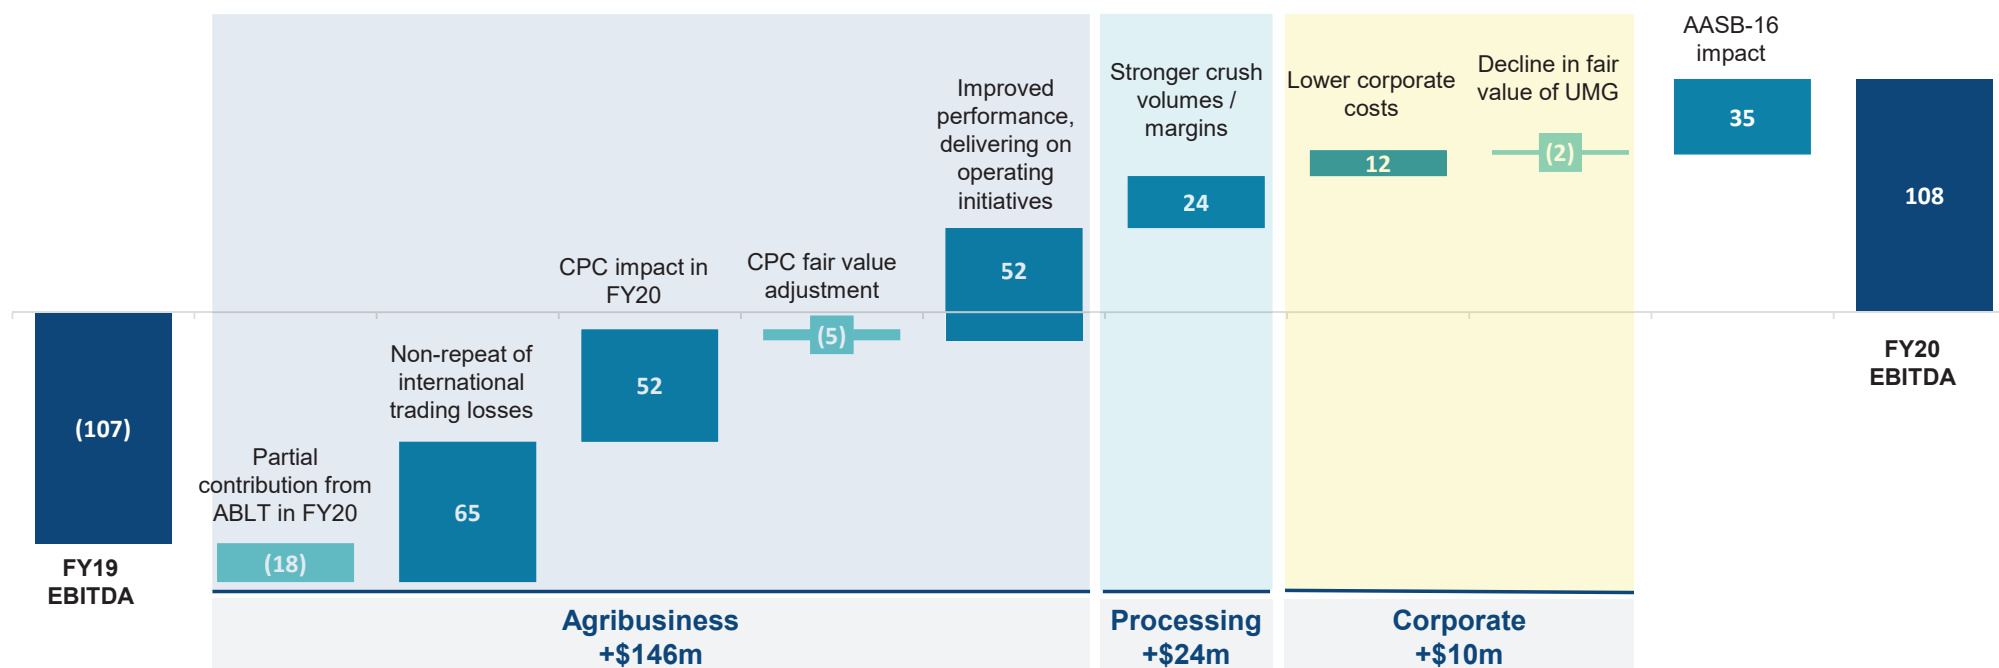 (107)
FY19
EBITDA
Partial
contribution from
ABLT in FY20
(18)
Non-repeat of
international
trading losses
65
CPC impact in
FY20
52
CPC fair value
adjustment
(5)
Improved
performance,
delivering on
operating
initiatives
52
Agribusiness
+$146m
Stronger crush
volumes /
margins
24
Processing
+$24m
Lower corporate
costs
12
Decline in fair
value of UMG
(2)
Corporate
+$10m
AASB-16
impact
35
108
FY20
EBITDA